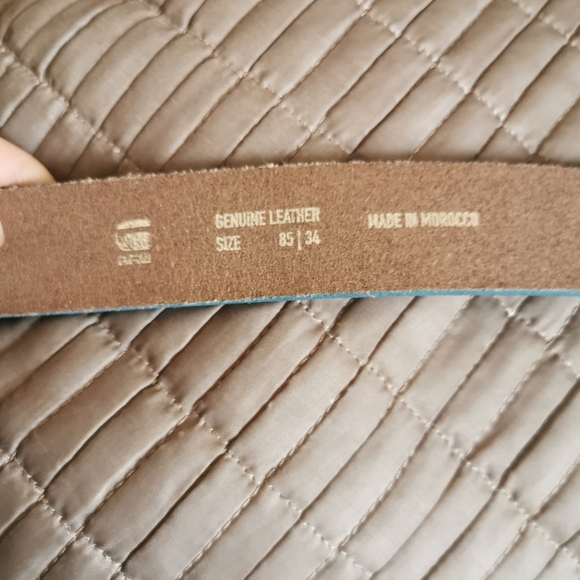 GENUINE LEATHER
SIZE 85 | 34
MADE IN MOROCCO